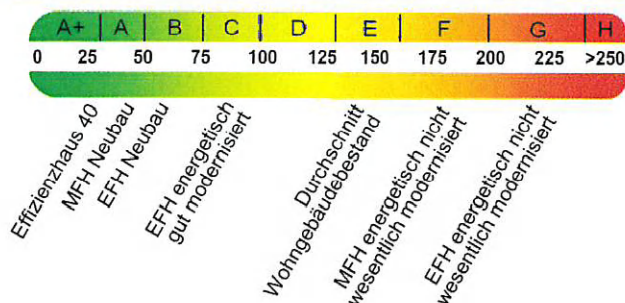 A+ A B C D E F G H
0 25 50 75 100 125 150 175 200 225 >250
Effizienzhaus 40
MFH Neubau
EFH Neubau
EFH energetisch
gut modernisiert
Durchschnitt
Wohngebäudebestand
MFH energetisch nicht
wesentlich modernisiert
EFH energetisch nicht
wesentlich modernisiert